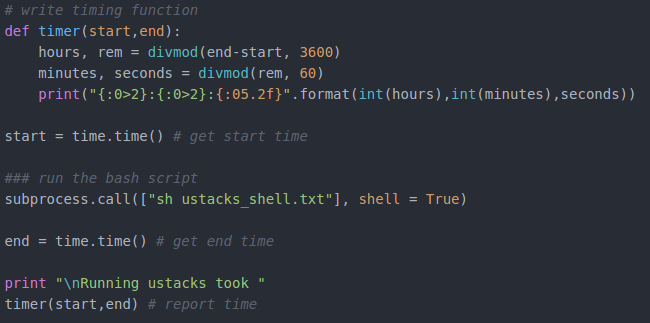 # write timing function
def timer(start,end):
    hours, rem = divmod(end-start, 3600)
    minutes, seconds = divmod(rem, 60)
    print("{:0>2}:{:0>2}:{:05.2f}".format(int(hours),int(minutes),seconds))

start = time.time() # get start time

### run the bash script
subprocess.call(["sh ustacks_shell.txt"], shell = True)

end = time.time() # get end time

print "\nRunning ustacks took "
timer(start,end) # report time